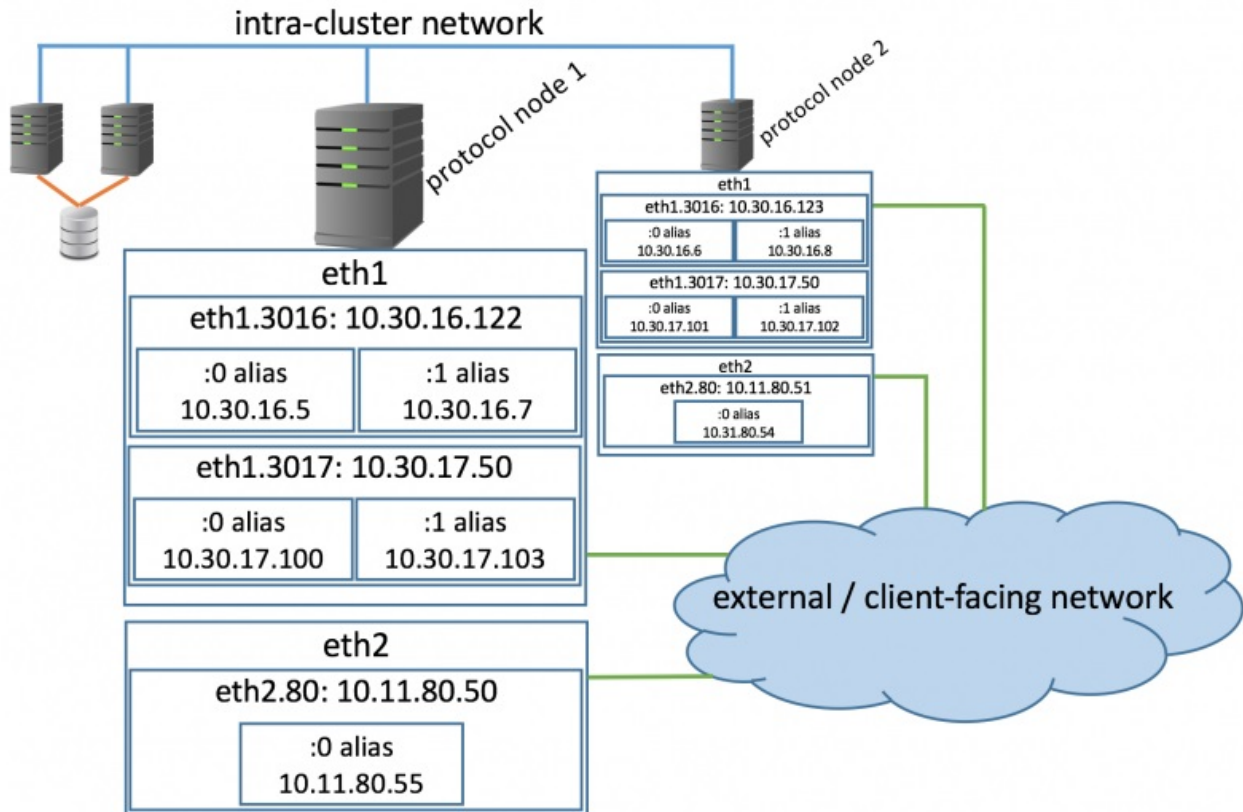 intra-cluster network
protocol node 1
protocol node 2
eth1
eth1.3016: 10.30.16.122
:0 alias
10.30.16.5
:1 alias
10.30.16.7
eth1.3017: 10.30.17.50
:0 alias
10.30.17.100
:1 alias
10.30.17.103
eth2
eth2.80: 10.11.80.50
:0 alias
10.11.80.55
eth1
eth1.3016: 10.30.16.123
:0 alias
10.30.16.6
:1 alias
10.30.16.8
eth1.3017: 10.30.17.50
:0 alias
10.30.17.101
:1 alias
10.30.17.102
eth2
eth2.80: 10.11.80.51
:0 alias
10.31.80.54
external / client-facing network